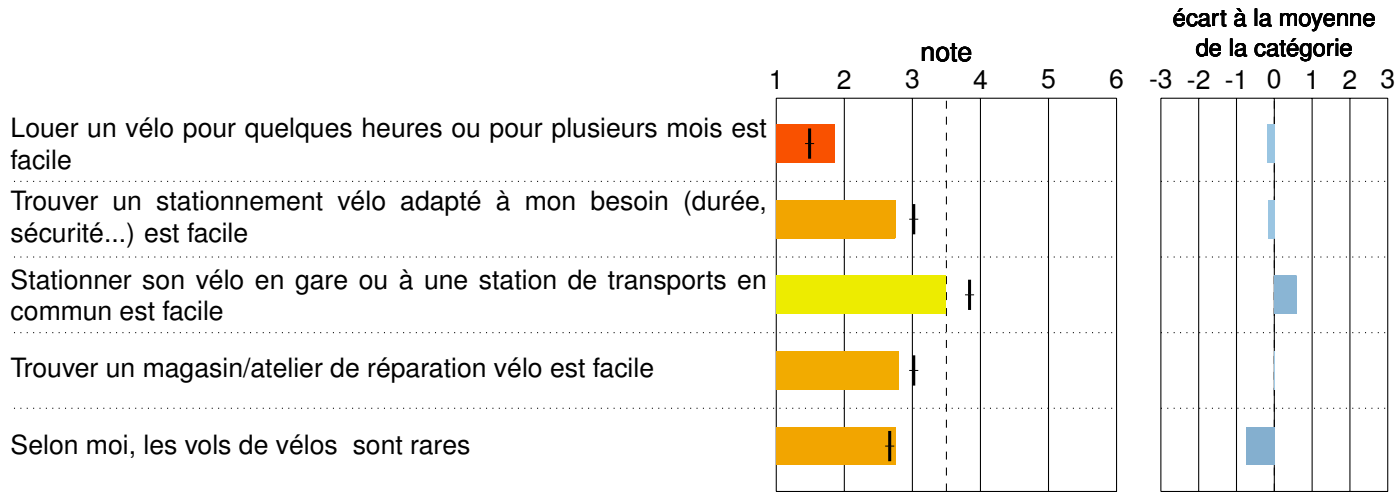 écart à la moyenne
de la catégorie
note
1 2 3 4 5 6
-3 -2 -1 0 1 2 3
Louer un vélo pour quelques heures ou pour plusieurs mois est
facile
Trouver un stationnement vélo adapté à mon besoin (durée,
sécurité...) est facile
Stationner son vélo en gare ou à une station de transports en
commun est facile
Trouver un magasin/atelier de réparation vélo est facile
Selon moi, les vols de vélos sont rares